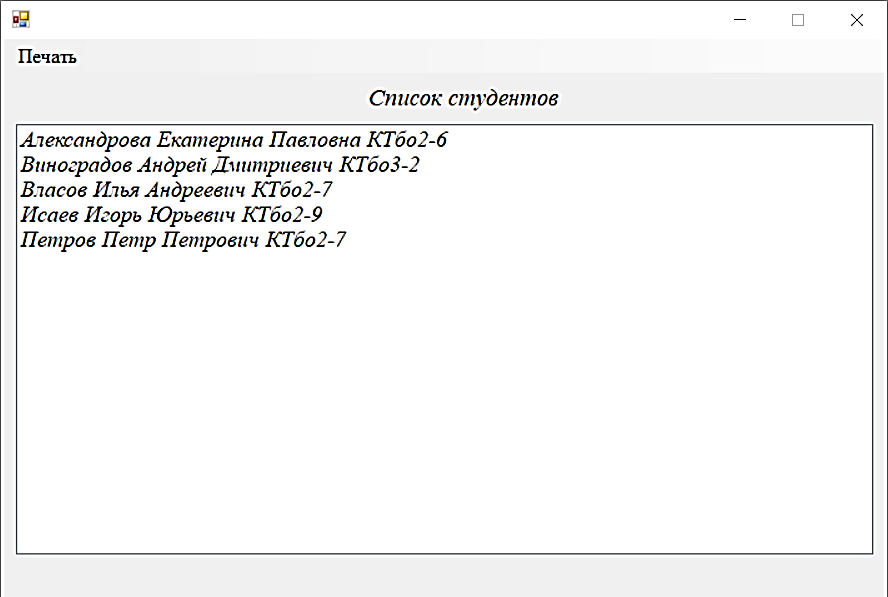 Печать
Список студентов
Александрова Екатерина Павловна КТбо2-6
Виноградов Андрей Дмитриевич КТбо3-2
Власов Илья Андреевич КТбо2-7
Исаев Игорь Юрьевич КТбо2-9
Петров Петр Петрович КТбо2-7